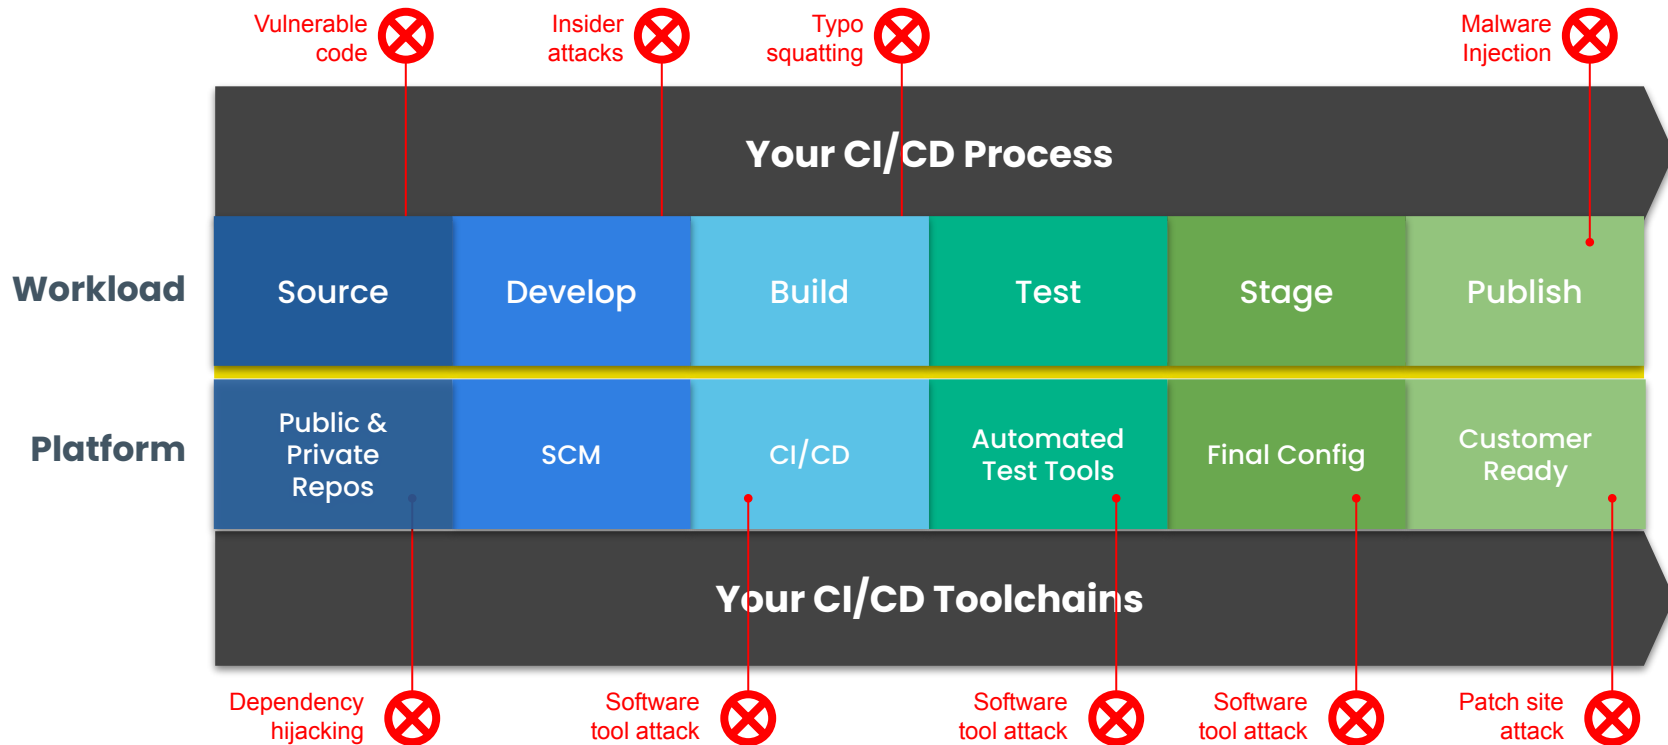 Vulnerable
code
Insider
attacks
Typo
squatting
Malware
Injection
Your CI/CD Process
Workload
Source
Develop
Build
Test
Stage
Publish
Platform
Public &
Private
Repos
SCM
CI/CD
Automated
Test Tools
Final Config
Customer
Ready
Your CI/CD Toolchains
Dependency
hijacking
Software
tool attack
Software
tool attack
Software
tool attack
Patch site
attack